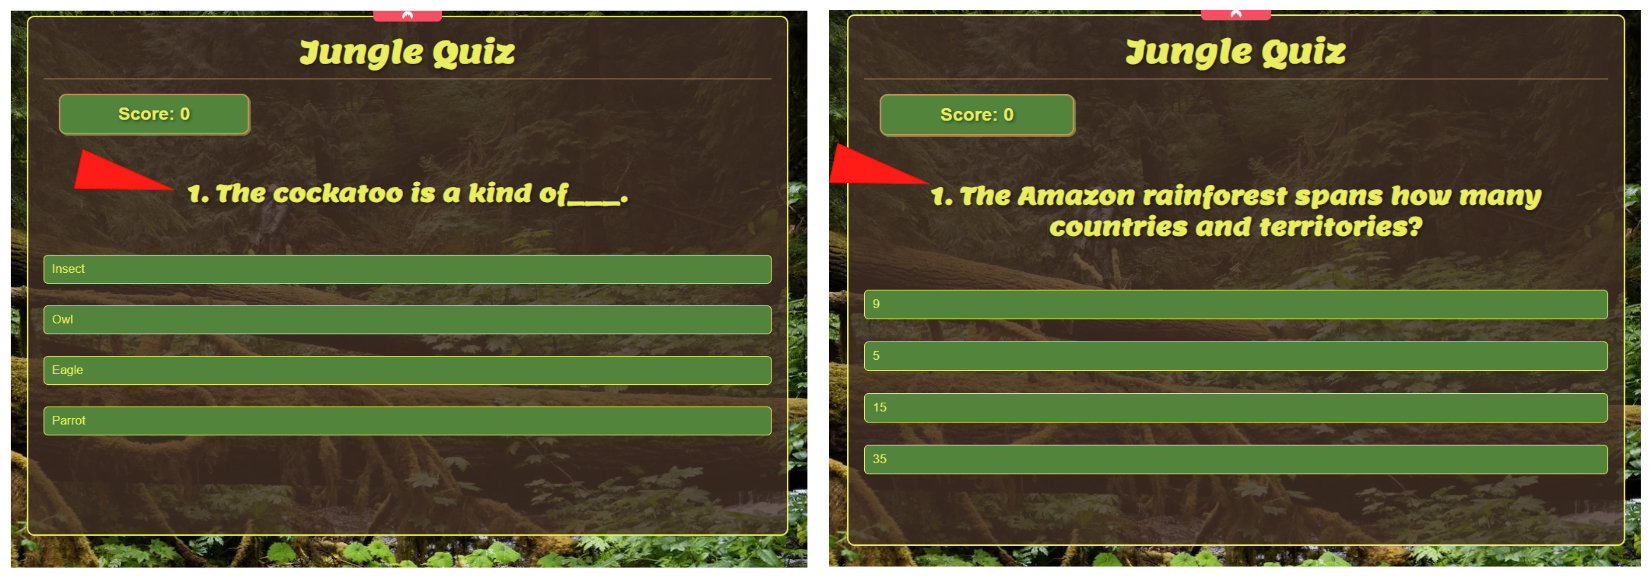 Jungle Quiz
Score: 0
1. The cockatoo is a kind of___.
Insect
Owl
Eagle
Parrot
Jungle Quiz
Score: 0
1. The Amazon rainforest spans how many
countries and territories?
9
5
15
35